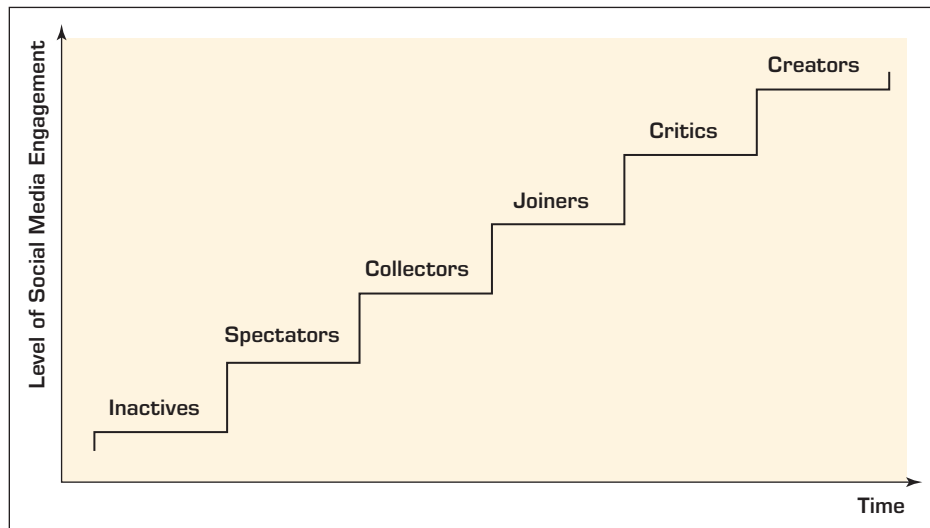 Level of Social Media Engagement
Creators
Critics
Joiners
Collectors
Spectators
Inactives
Time